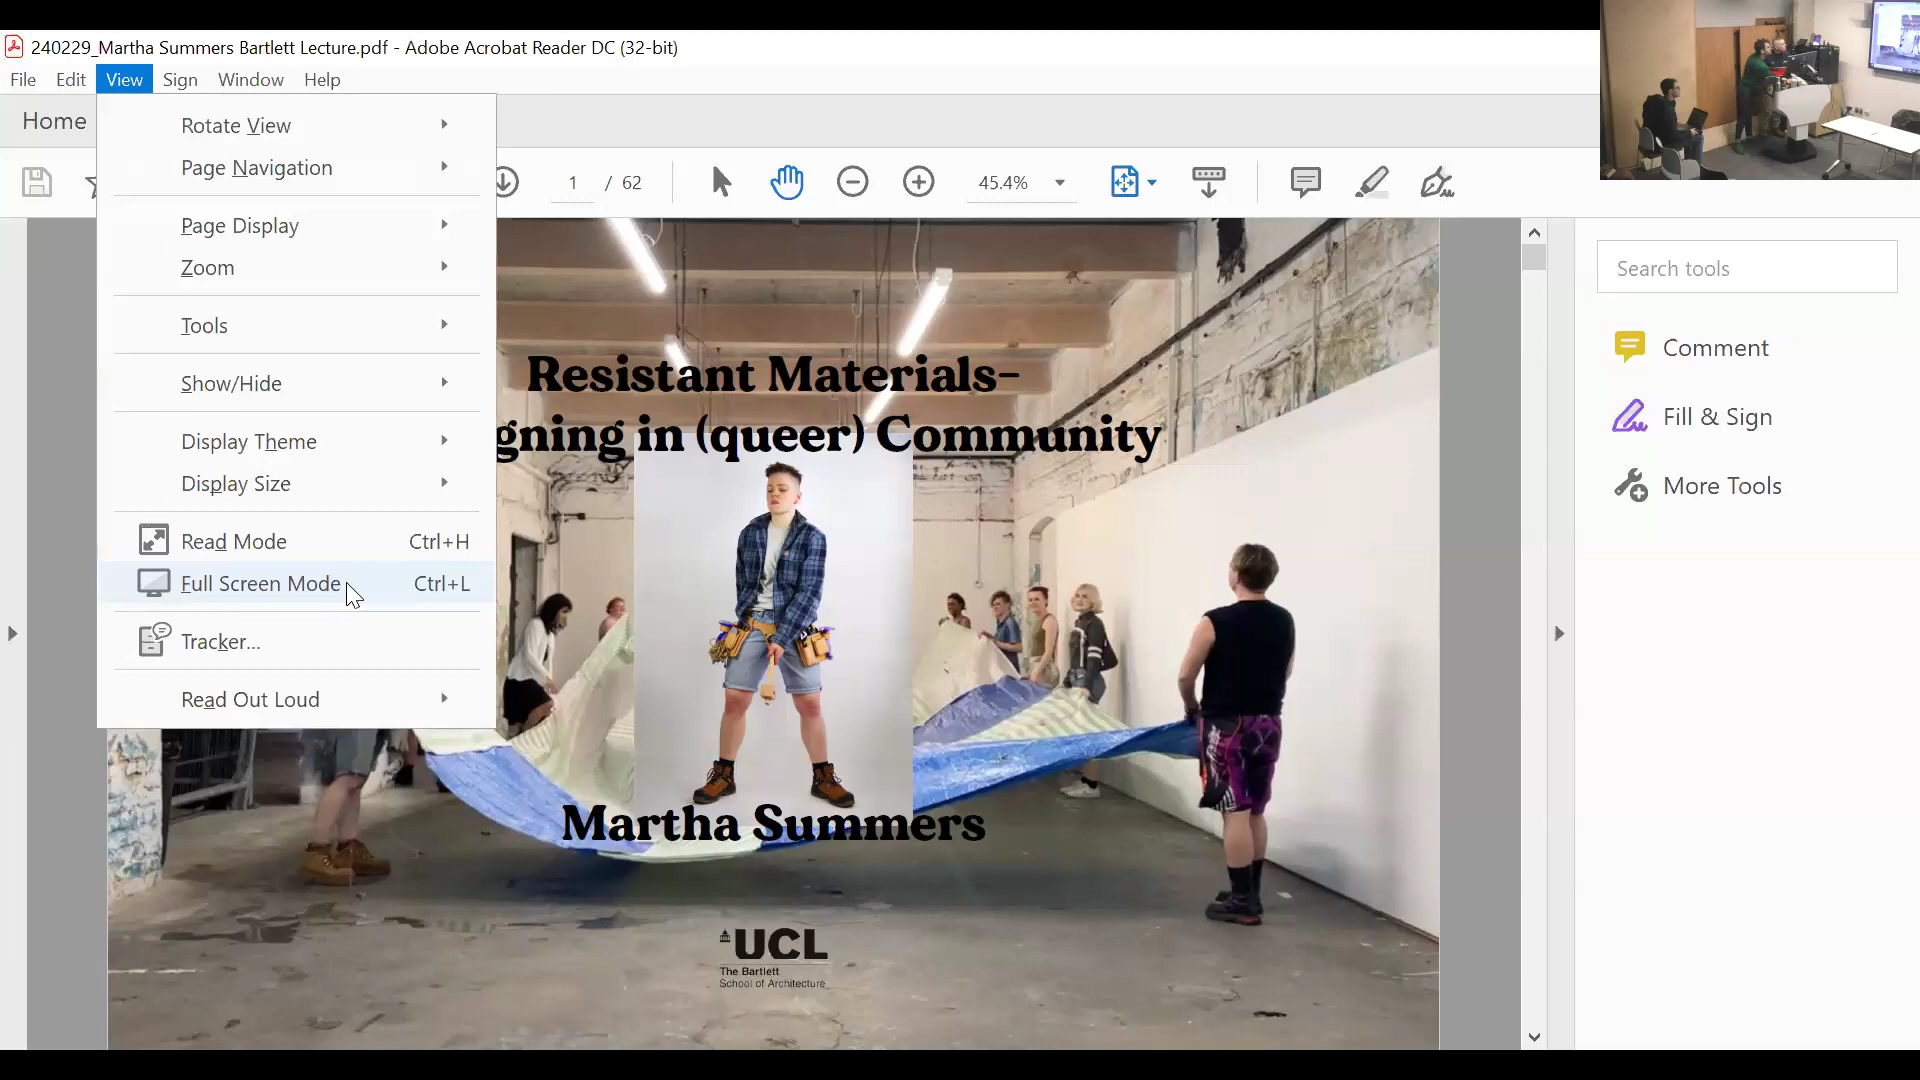 240229_Martha Summers Bartlett Lecture.pdf - Adobe Acrobat Reader DC (32-bit)
File Edit View Sign Window Help
Home
1 / 62
45.4%
Rotate View
Page Navigation
Page Display
Zoom
Tools
Show/Hide
Display Theme
Display Size
Read Mode Ctrl+H
Full Screen Mode Ctrl+L
Tracker...
Read Out Loud
Resistant Materials–
gning in (queer) Community
Martha Summers
UCL
The Bartlett
School of Architecture
Search tools
Comment
Fill & Sign
More Tools